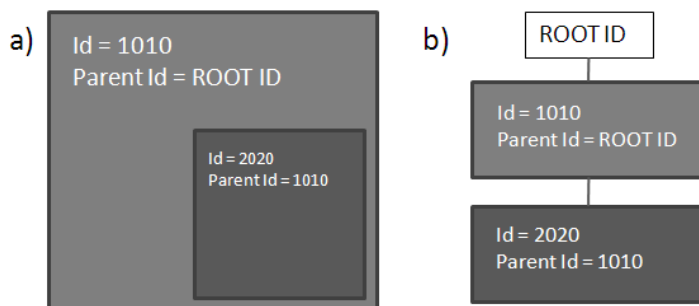 a)
Id = 1010
Parent Id = ROOT ID
Id = 2020
Parent Id = 1010
b)
ROOT ID
Id = 1010
Parent Id = ROOT ID
Id = 2020
Parent Id = 1010